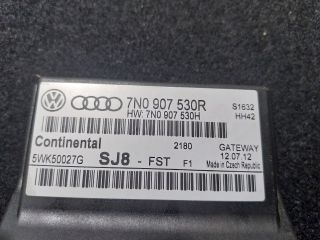 7N0 907 530R S1632
HW: 7N0 907 530H HH42
Continental 2180 GATEWAY
5WK50027G SJ8 - FST F1 12.07.12
Made in Czech Republic